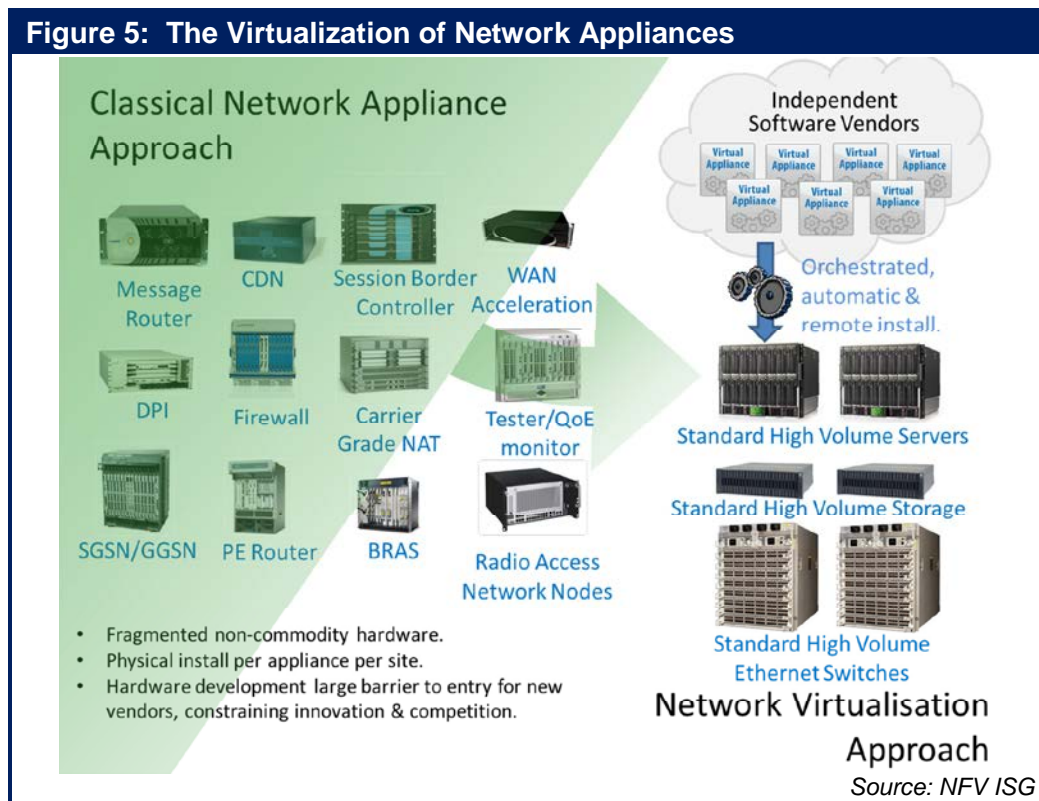 Figure 5:  The Virtualization of Network Appliances
Classical Network Appliance
Approach
Message
Router
CDN
Session Border
Controller
WAN
Acceleration
DPI
Firewall
Carrier
Grade NAT
Tester/QoE
monitor
SGSN/GGSN
PE Router
BRAS
Radio Access
Network Nodes
• Fragmented non-commodity hardware.
• Physical install per appliance per site.
• Hardware development large barrier to entry for new
vendors, constraining innovation & competition.
Independent
Software Vendors
Virtual
Appliance
Virtual
Appliance
Virtual
Appliance
Virtual
Appliance
Virtual
Appliance
Virtual
Appliance
Virtual
Appliance
Orchestrated,
automatic &
remote install.
Standard High Volume Servers
Standard High Volume Storage
Standard High Volume
Ethernet Switches
Network Virtualisation
Approach
Source: NFV ISG